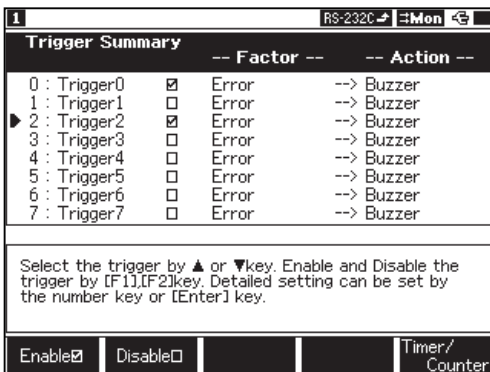 1 RS-232C Mon
Trigger Summary
-- Factor -- -- Action --
0 : Trigger0 ☑ Error --> Buzzer
1 : Trigger1 □ Error --> Buzzer
2 : Trigger2 ☑ Error --> Buzzer
3 : Trigger3 □ Error --> Buzzer
4 : Trigger4 □ Error --> Buzzer
5 : Trigger5 □ Error --> Buzzer
6 : Trigger6 □ Error --> Buzzer
7 : Trigger7 □ Error --> Buzzer
Select the trigger by ▲ or ▼key. Enable and Disable the
trigger by [F1],[F2]key. Detailed setting can be set by
the number key or [Enter] key.
Enable☑ Disable□ Timer/
Counter